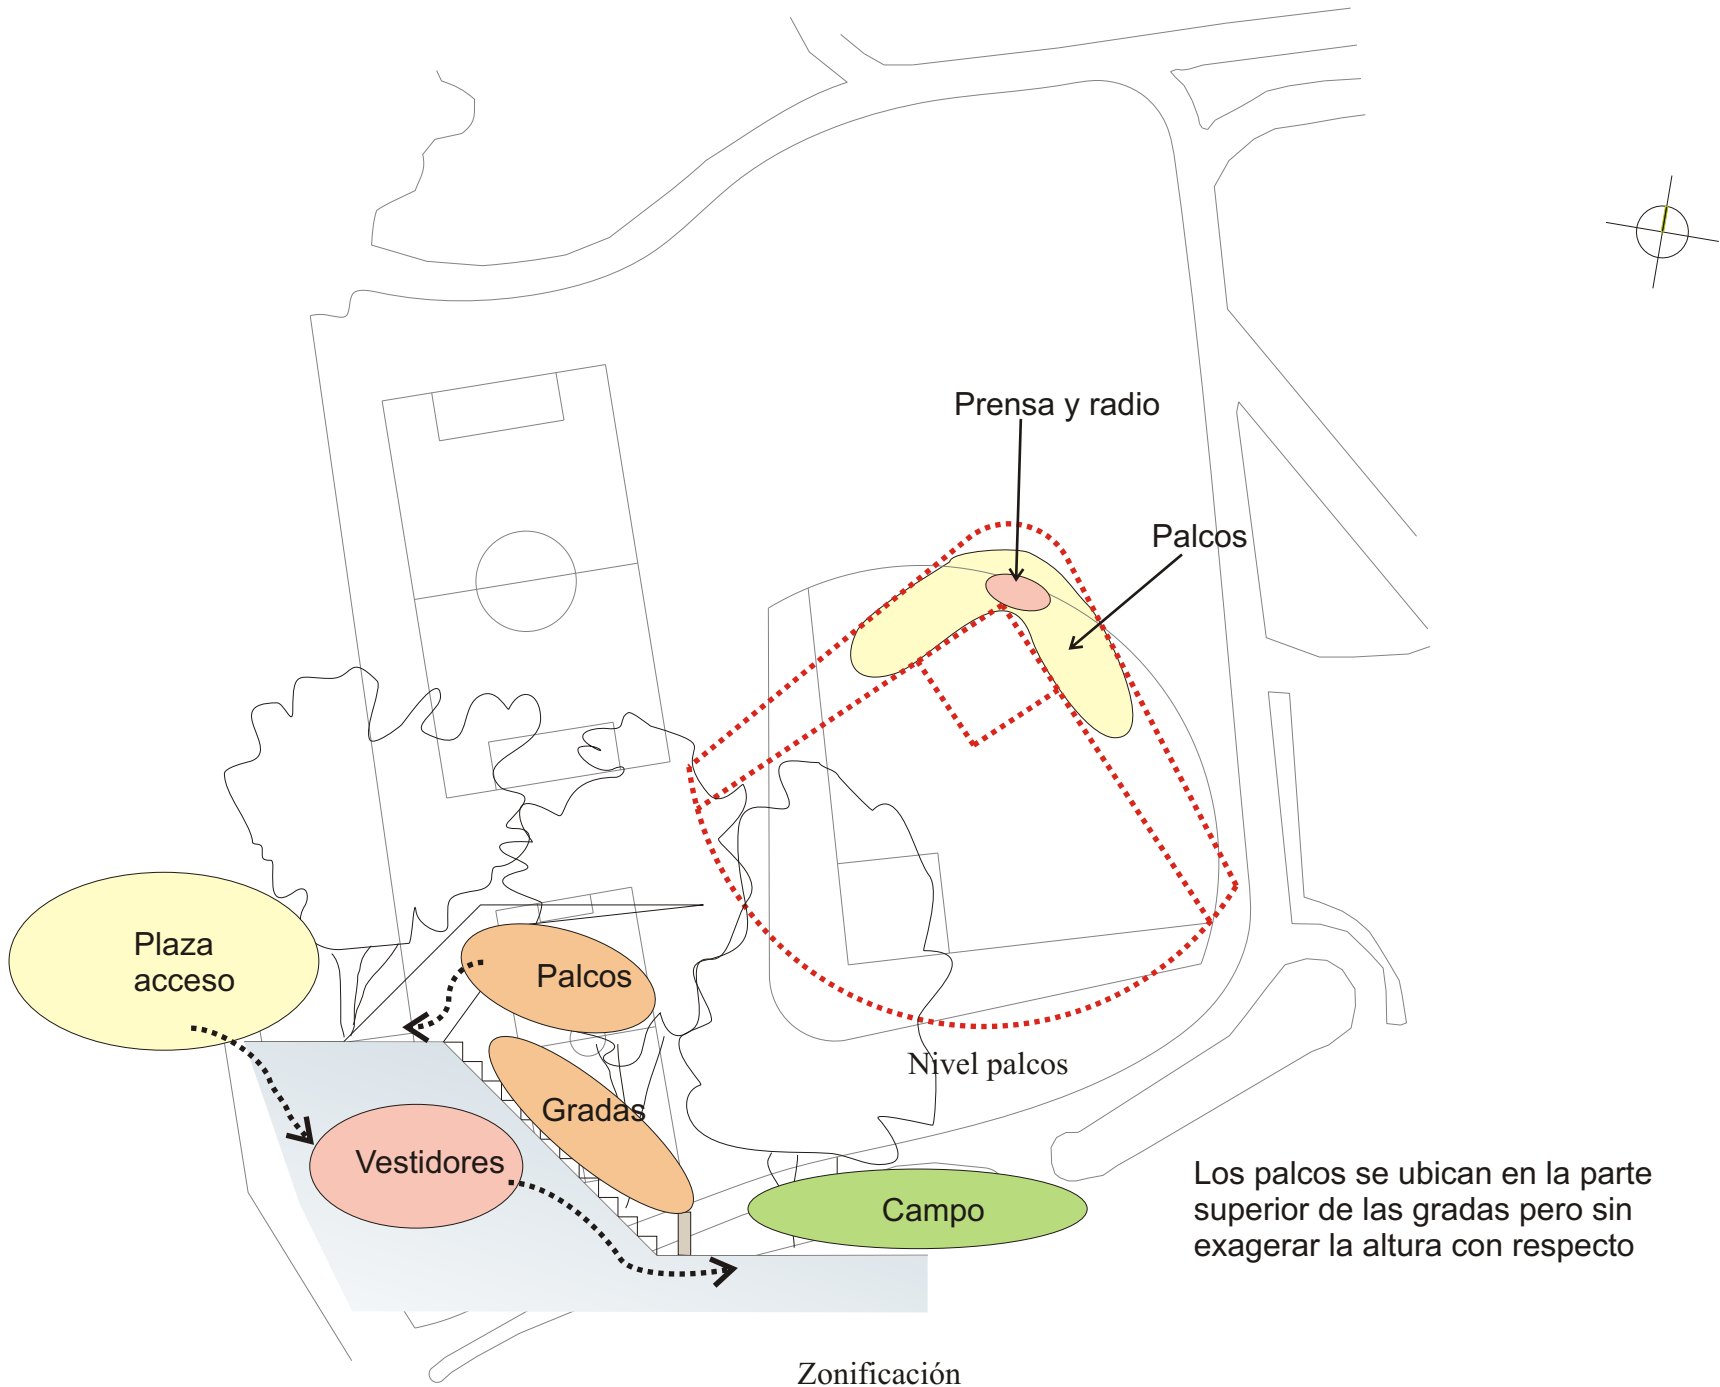 Prensa y radio
Palcos
Plaza
acceso
Palcos
Gradas
Nivel palcos
Vestidores
Campo
Los palcos se ubican en la parte
superior de las gradas pero sin
exagerar la altura con respecto
Zonificación